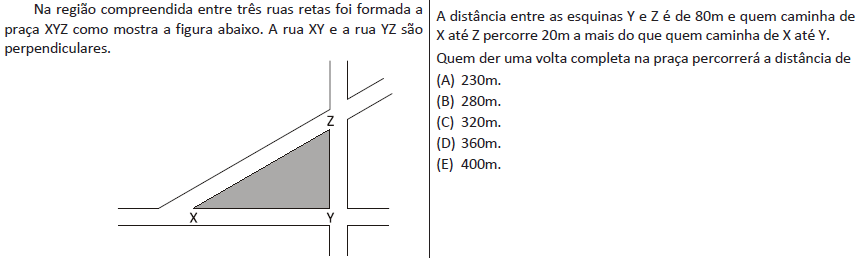 Na região compreendida entre três ruas retas foi formada a
praça XYZ como mostra a figura abaixo. A rua XY e a rua YZ são
perpendiculares.
Z
X
Y
A distância entre as esquinas Y e Z é de 80m e quem caminha de
X até Z percorre 20m a mais do que quem caminha de X até Y.
Quem der uma volta completa na praça percorrerá a distância de
(A) 230m.
(B) 280m.
(C) 320m.
(D) 360m.
(E) 400m.